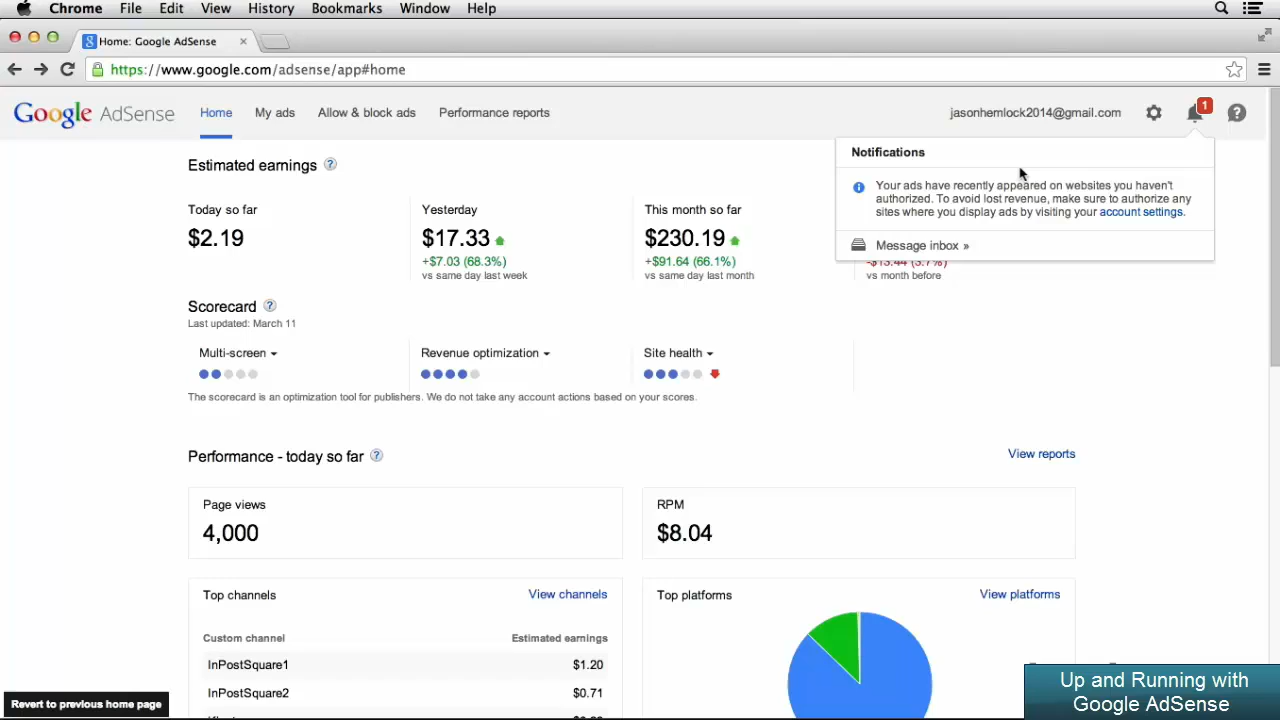 Chrome File Edit View History Bookmarks Window Help
Home: Google AdSense
https://www.google.com/adsense/app#home
Google AdSense Home My ads Allow & block ads Performance reports jasonhemlock2014@gmail.com 1
Notifications
Your ads have recently appeared on websites you haven't
authorized. To avoid lost revenue, make sure to authorize any
sites where you display ads by visiting your account settings.
Message inbox »
Estimated earnings ?
Today so far
$2.19
Yesterday
$17.33
+$7.03 (68.3%)
vs same day last week
This month so far
$230.19
+$91.64 (66.1%)
vs same day last month
-$13.44 (3.7%)
vs month before
Scorecard ?
Last updated: March 11
Multi-screen
Revenue optimization
Site health
The scorecard is an optimization tool for publishers. We do not take any account actions based on your scores.
Performance - today so far ?
View reports
Page views
4,000
RPM
$8.04
Top channels View channels
Custom channel Estimated earnings
InPostSquare1 $1.20
InPostSquare2 $0.71
Top platforms View platforms
Revert to previous home page
Up and Running with
Google AdSense